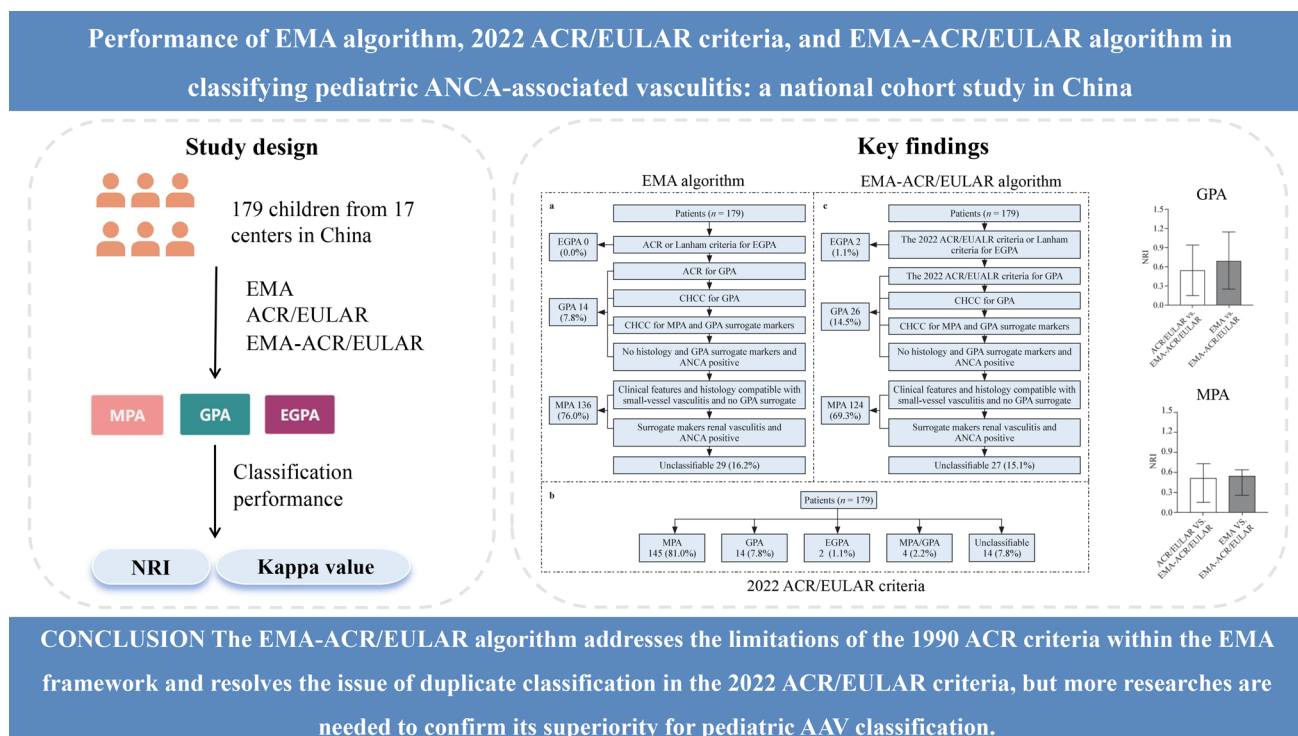 Performance of EMA algorithm, 2022 ACR/EULAR criteria, and EMA-ACR/EULAR algorithm in
classifying pediatric ANCA-associated vasculitis: a national cohort study in China
Study design
179 children from 17
centers in China
EMA
ACR/EULAR
EMA-ACR/EULAR
MPA
GPA
EGPA
Classification
performance
NRI
Kappa value
Key findings
EMA algorithm
a
Patients (n = 179)
EGPA 0
(0.0%)
ACR or Lanham criteria for EGPA
ACR for GPA
CHCC for GPA
GPA 14
(7.8%)
CHCC for MPA and GPA surrogate markers
No histology and GPA surrogate markers and
ANCA positive
Clinical features and histology compatible with
small-vessel vasculitis and no GPA surrogate
MPA 136
(76.0%)
Surrogate makers renal vasculitis and
ANCA positive
Unclassifiable 29 (16.2%)
EMA-ACR/EULAR algorithm
c
Patients (n = 179)
EGPA 2
(1.1%)
The 2022 ACR/EUALR criteria or Lanham
criteria for EGPA
The 2022 ACR/EUALR criteria for GPA
CHCC for GPA
GPA 26
(14.5%)
CHCC for MPA and GPA surrogate markers
No histology and GPA surrogate markers and
ANCA positive
Clinical features and histology compatible with
small-vessel vasculitis and no GPA surrogate
MPA 124
(69.3%)
Surrogate makers renal vasculitis and
ANCA positive
Unclassifiable 27 (15.1%)
b
Patients (n = 179)
MPA
145 (81.0%)
GPA
14 (7.8%)
EGPA
2 (1.1%)
MPA/GPA
4 (2.2%)
Unclassifiable
14 (7.8%)
2022 ACR/EULAR criteria
GPA
NRI
1.5
1.2
0.9
0.6
0.3
0.0
ACR/EULAR vs.
EMA-ACR/EULAR
EMA vs.
EMA-ACR/EULAR
MPA
NRI
1.5
1.2
0.9
0.6
0.3
0.0
ACR/EULAR VS.
EMA-ACR/EULAR
EMA VS.
EMA-ACR/EULAR
CONCLUSION The EMA-ACR/EULAR algorithm addresses the limitations of the 1990 ACR criteria within the EMA
framework and resolves the issue of duplicate classification in the 2022 ACR/EULAR criteria, but more researches are
needed to confirm its superiority for pediatric AAV classification.